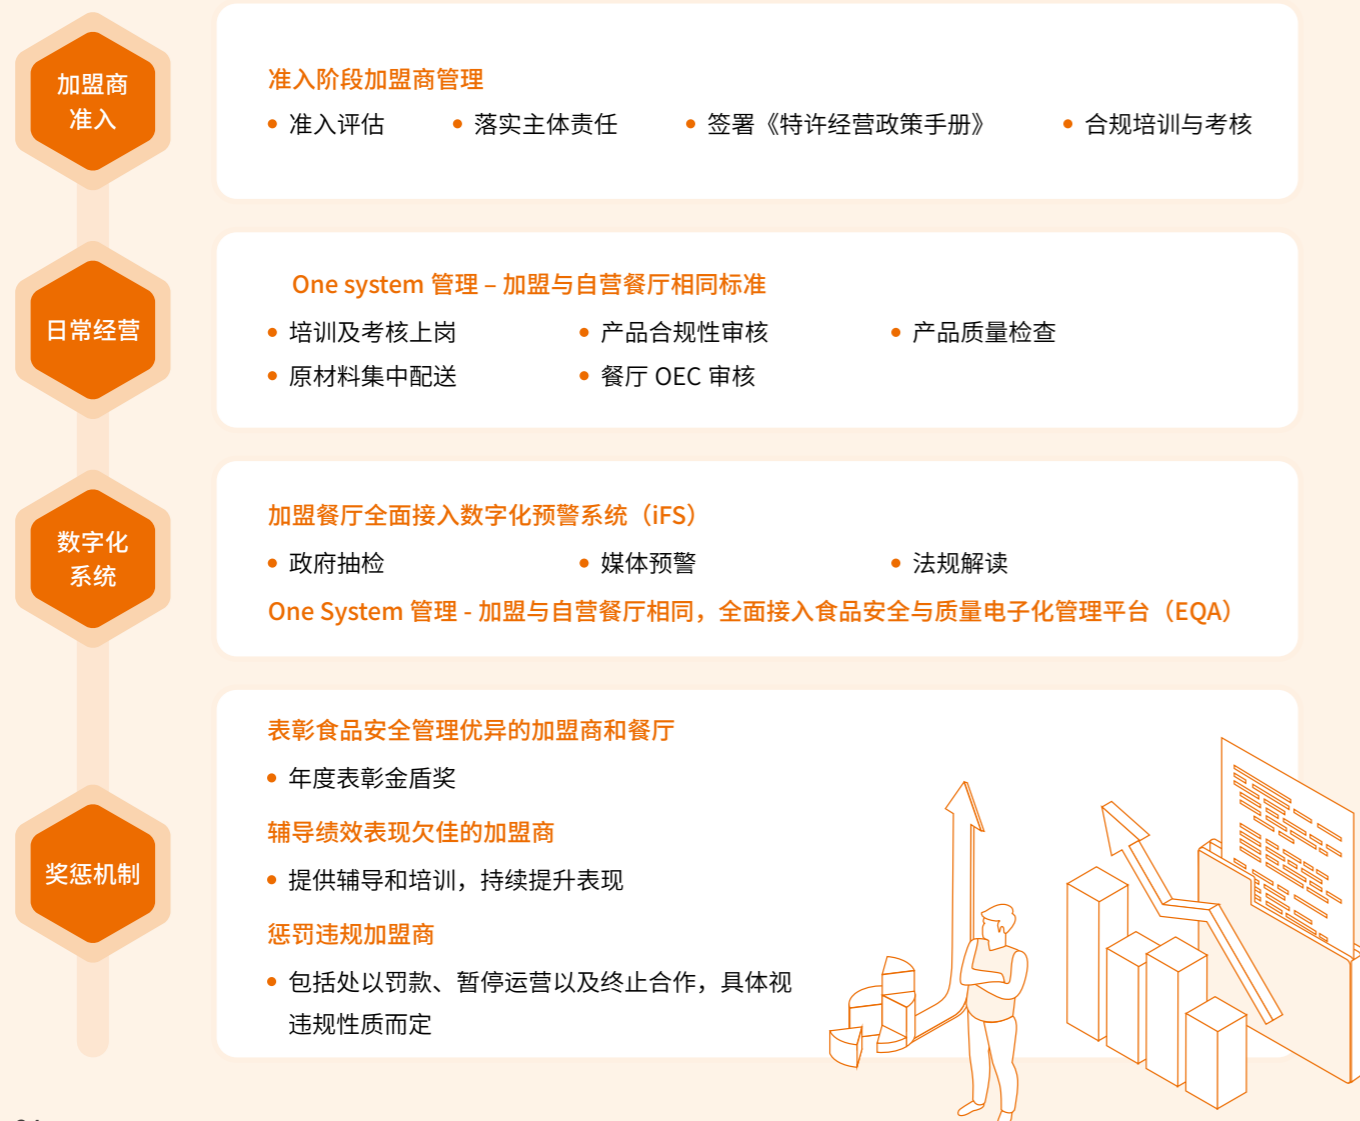 加盟商
准入
准入阶段加盟商管理
准入评估
落实主体责任
签署《特许经营政策手册》
合规培训与考核
日常经营
One system 管理 – 加盟与自营餐厅相同标准
培训及考核上岗
产品合规性审核
产品质量检查
原材料集中配送
餐厅 OEC 审核
数字化
系统
加盟餐厅全面接入数字化预警系统（iFS）
政府抽检
媒体预警
法规解读
One System 管理 - 加盟与自营餐厅相同，全面接入食品安全与质量电子化管理平台（EQA）
奖惩机制
表彰食品安全管理优异的加盟商和餐厅
年度表彰金盾奖
辅导绩效表现欠佳的加盟商
提供辅导和培训，持续提升表现
惩罚违规加盟商
包括处以罚款、暂停运营以及终止合作，具体视
违规性质而定